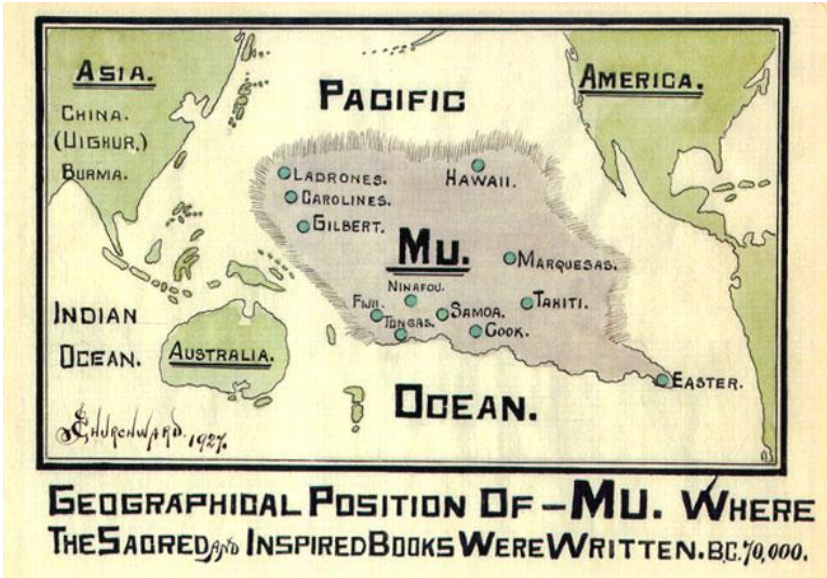 ASIA.
CHINA.
(UIGHUR,)
BURMA.
PACIFIC
AMERICA.
LADRONES.
HAWAII.
CAROLINES.
GILBERT.
MU.
MARQUESAS.
NINAFOU.
FIJII.
SAMOA.
TAHITI.
TONGAS.
COOK.
INDIAN
OCEAN.
AUSTRALIA.
EASTER.
OCEAN.
J CHURCHWARD. 1927.
GEOGRAPHICAL POSITION OF – MU. WHERE
THE SACRED AND INSPIRED BOOKS WERE WRITTEN. B.C. 70,000.